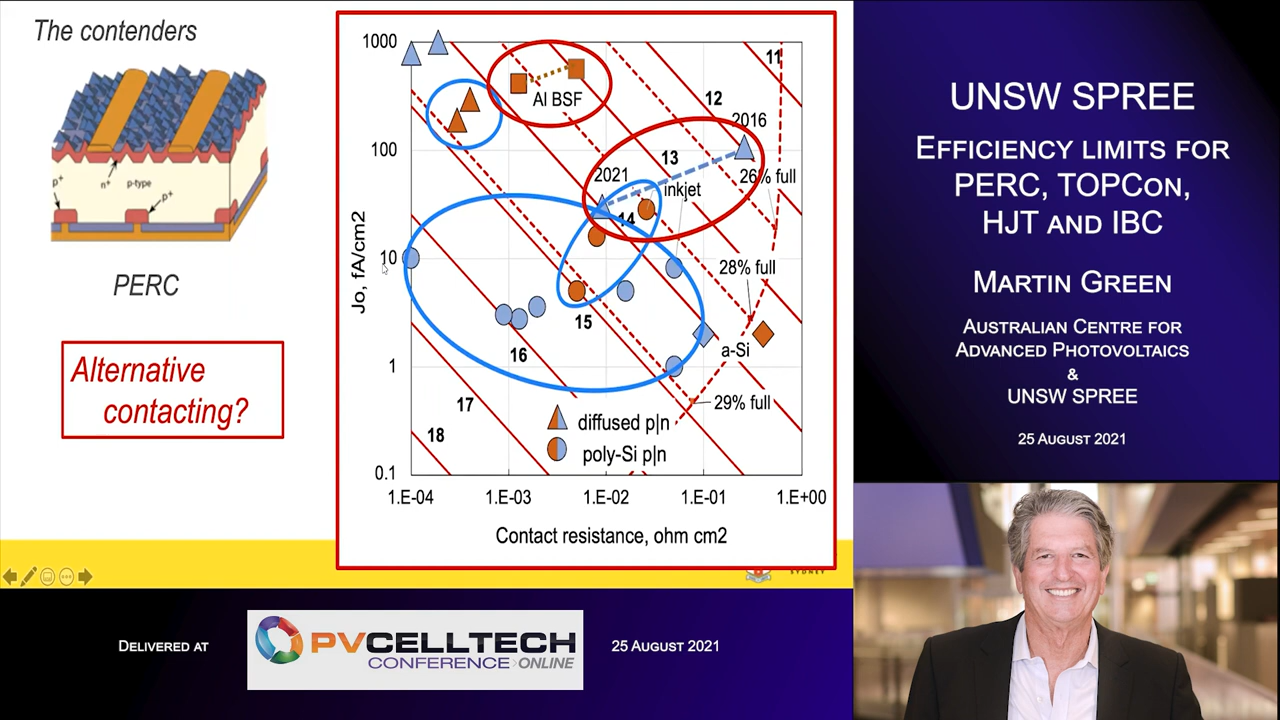 The contenders
p+
n+
p-type
p+
PERC
Alternative
contacting?
1000
100
10
1
0.1
Jo, fA/cm2
1.E-04
1.E-03
1.E-02
1.E-01
1.E+00
Contact resistance, ohm cm2
Al BSF
11
12
2016
13
2021
26% full
inkjet
14
28% full
15
a-Si
16
29% full
17
18
diffused p|n
poly-Si p|n
SYDNEY
UNSW SPREE
EFFICIENCY LIMITS FOR
PERC, TOPCON,
HJT AND IBC
MARTIN GREEN
AUSTRALIAN CENTRE FOR
ADVANCED PHOTOVOLTAICS
&
UNSW SPREE
25 AUGUST 2021
DELIVERED AT
PVCELLTECH
CONFERENCE>ONLINE
25 AUGUST 2021